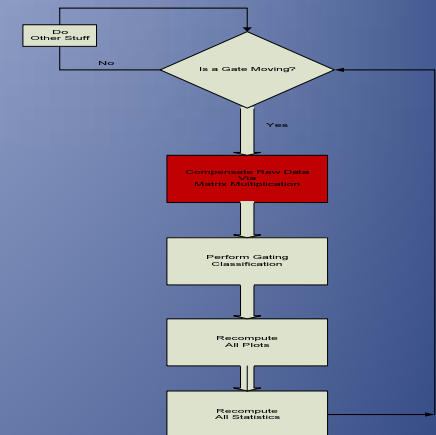 Do
Other Stuff
Is a Gate Moving?
No
Yes
Compensate Raw Data
Via
Matrix Multiplication
Perform Gating
Classification
Recompute
All Plots
Recompute
All Statistics